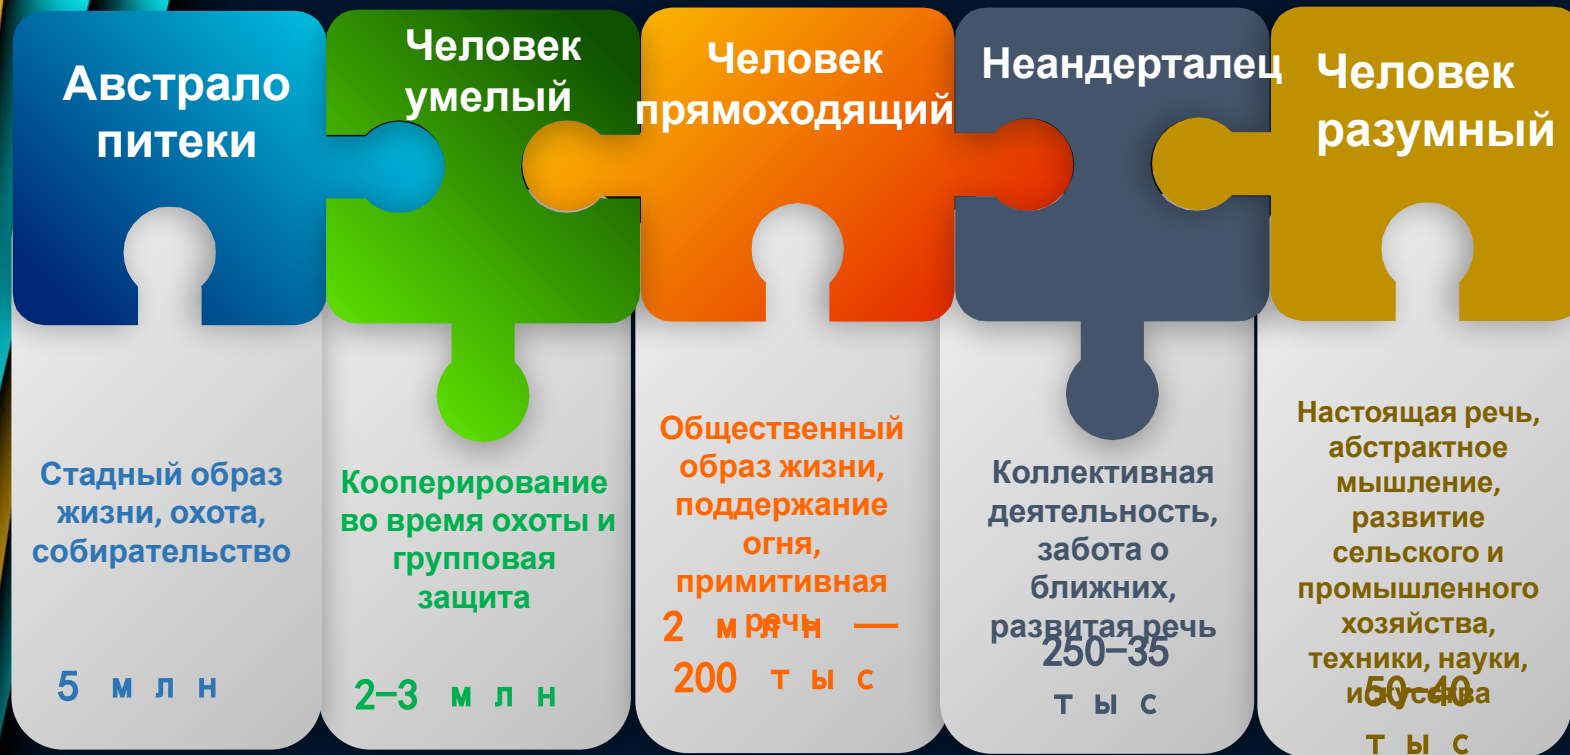 Австрало
питеки
Стадный образ
жизни, охота,
собирательство
5 млн
Человек
умелый
Кооперирование
во время охоты и
групповая
защита
2–3 млн
Человек
прямоходящий
Общественный
образ жизни,
поддержание
огня,
примитивная
речь
2 млн —
200 тыс
Неандерталец
Коллективная
деятельность,
забота о
ближних,
развитая речь
250–35
тыс
Человек
разумный
Настоящая речь,
абстрактное
мышление,
развитие
сельского и
промышленного
хозяйства,
техники, науки,
искусства
50–40
тыс